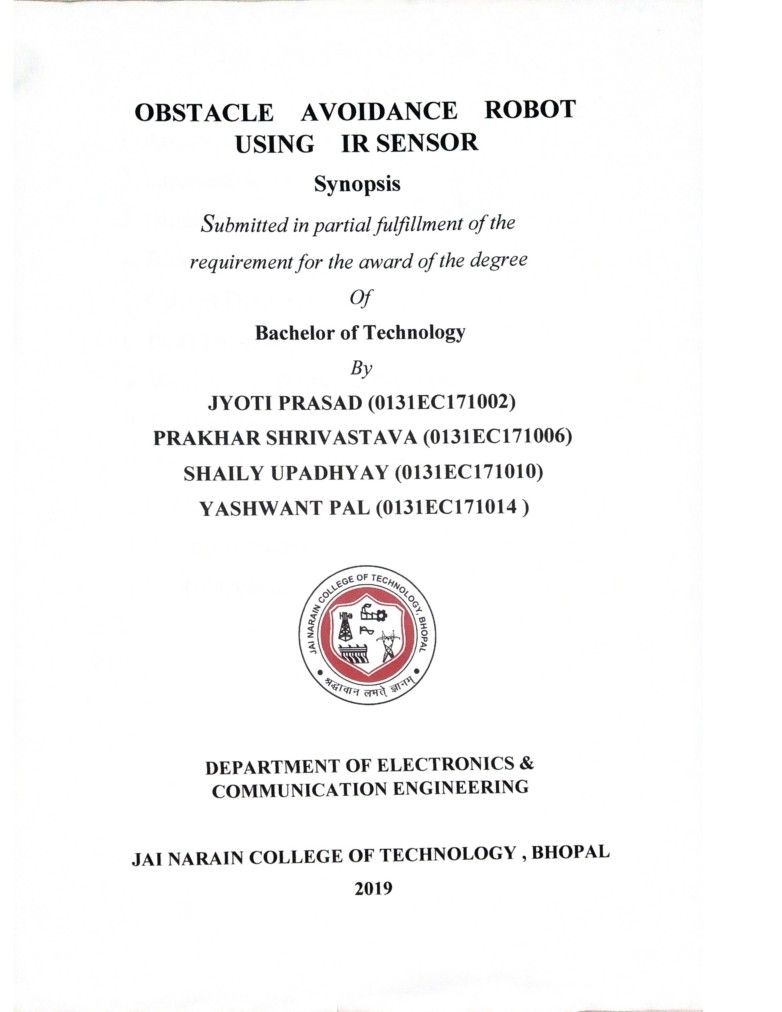 OBSTACLE AVOIDANCE ROBOT
USING IR SENSOR
Synopsis
Submitted in partial fulfillment of the
requirement for the award of the degree
Of
Bachelor of Technology
By
JYOTI PRASAD (0131EC171002)
PRAKHAR SHRIVASTAVA (0131EC171006)
SHAILY UPADHYAY (0131EC171010)
YASHWANT PAL (0131EC171014 )
JAI NARAIN COLLEGE OF TECHNOLOGY, BHOPAL
श्रद्धावान लभते ज्ञानम्
DEPARTMENT OF ELECTRONICS &
COMMUNICATION ENGINEERING
JAI NARAIN COLLEGE OF TECHNOLOGY , BHOPAL
2019